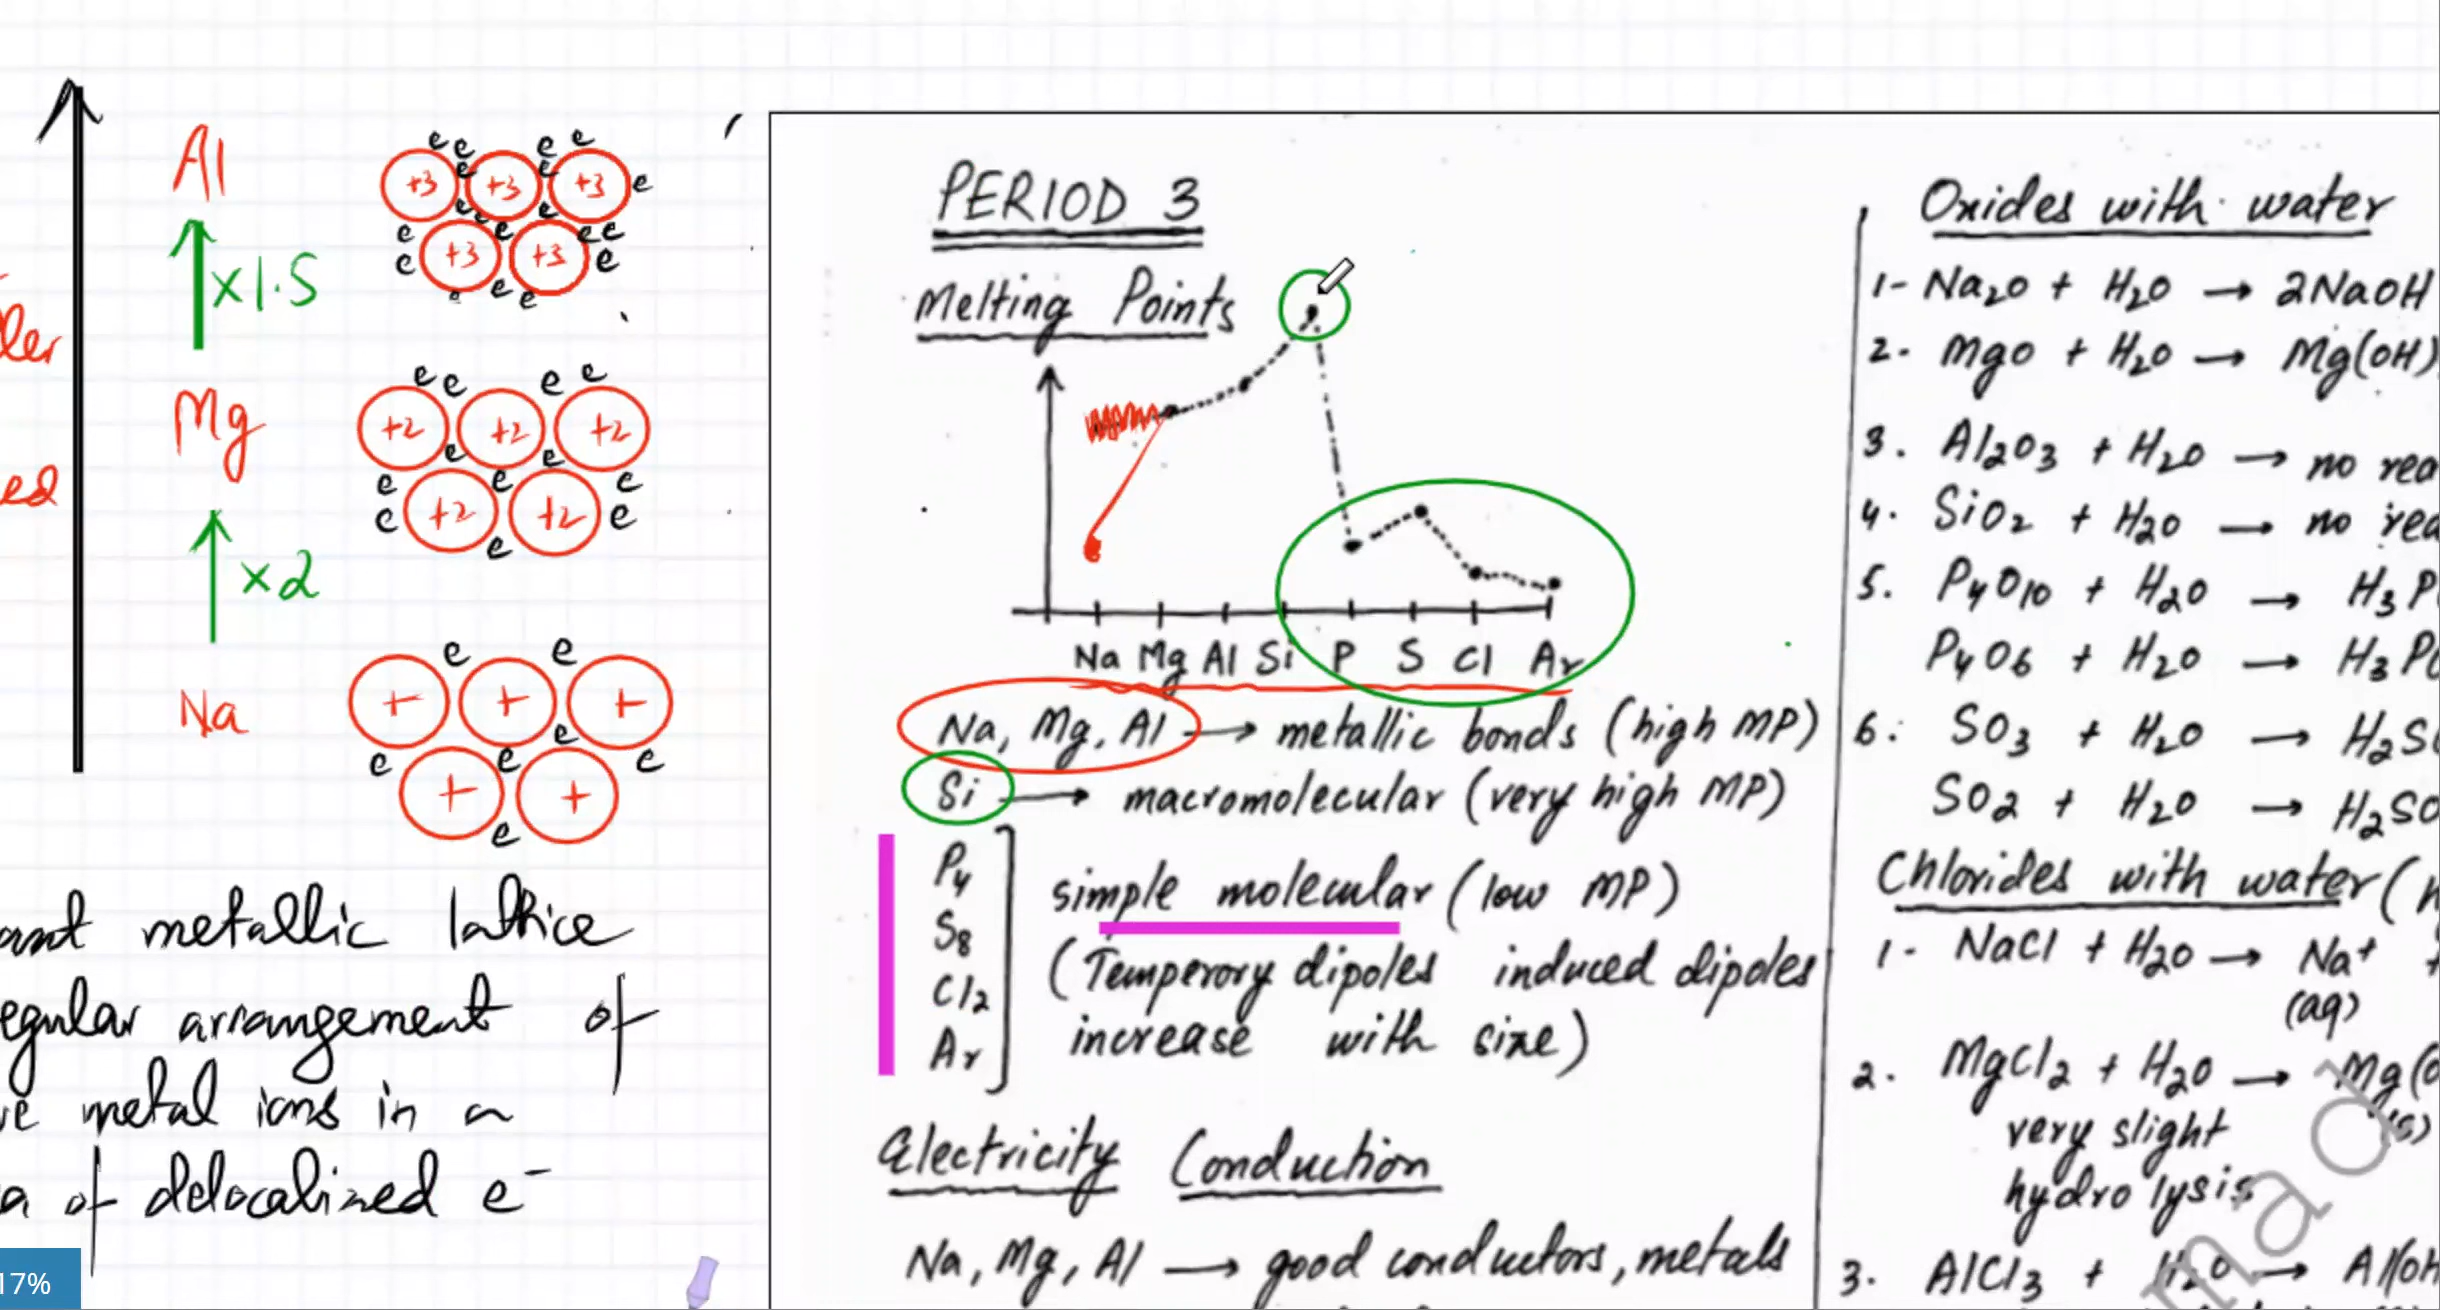 Al
+3 +3 +3
+3 +3
e e e e e e e e e e e e e e e e e e e e
×1.5
ler
Mg
+2 +2 +2
+2 +2
e e e e e e e e e e e e
ed
×2
Na
+ + +
+ +
e e e e e e
metallic lattice
arrangement of
metal ions in a
of delocalized e⁻
17%
PERIOD 3
Melting Points
Na Mg Al Si P S Cl Ar
Na, Mg, Al → metallic bonds (high MP)
Si → macromolecular (very high MP)
P4
S8
Cl2
Ar
simple molecular (low MP)
(Temperory dipoles induced dipoles
increase with size)
Electricity Conduction
Na, Mg, Al → good conductors, metals
Oxides with water
1- Na2O + H2O → 2NaOH
2- MgO + H2O → Mg(OH)
3. Al2O3 + H2O → no rea
4. SiO2 + H2O → no rea
5. P4O10 + H2O → H3P
P4O6 + H2O → H3P
6: SO3 + H2O → H2S
SO2 + H2O → H2SO
Chlorides with water (
1- NaCl + H2O → Na+ +
(aq)
2. MgCl2 + H2O → Mg(
(s)
very slight
hydrolysis
3. AlCl3 + H2O → Al(OH